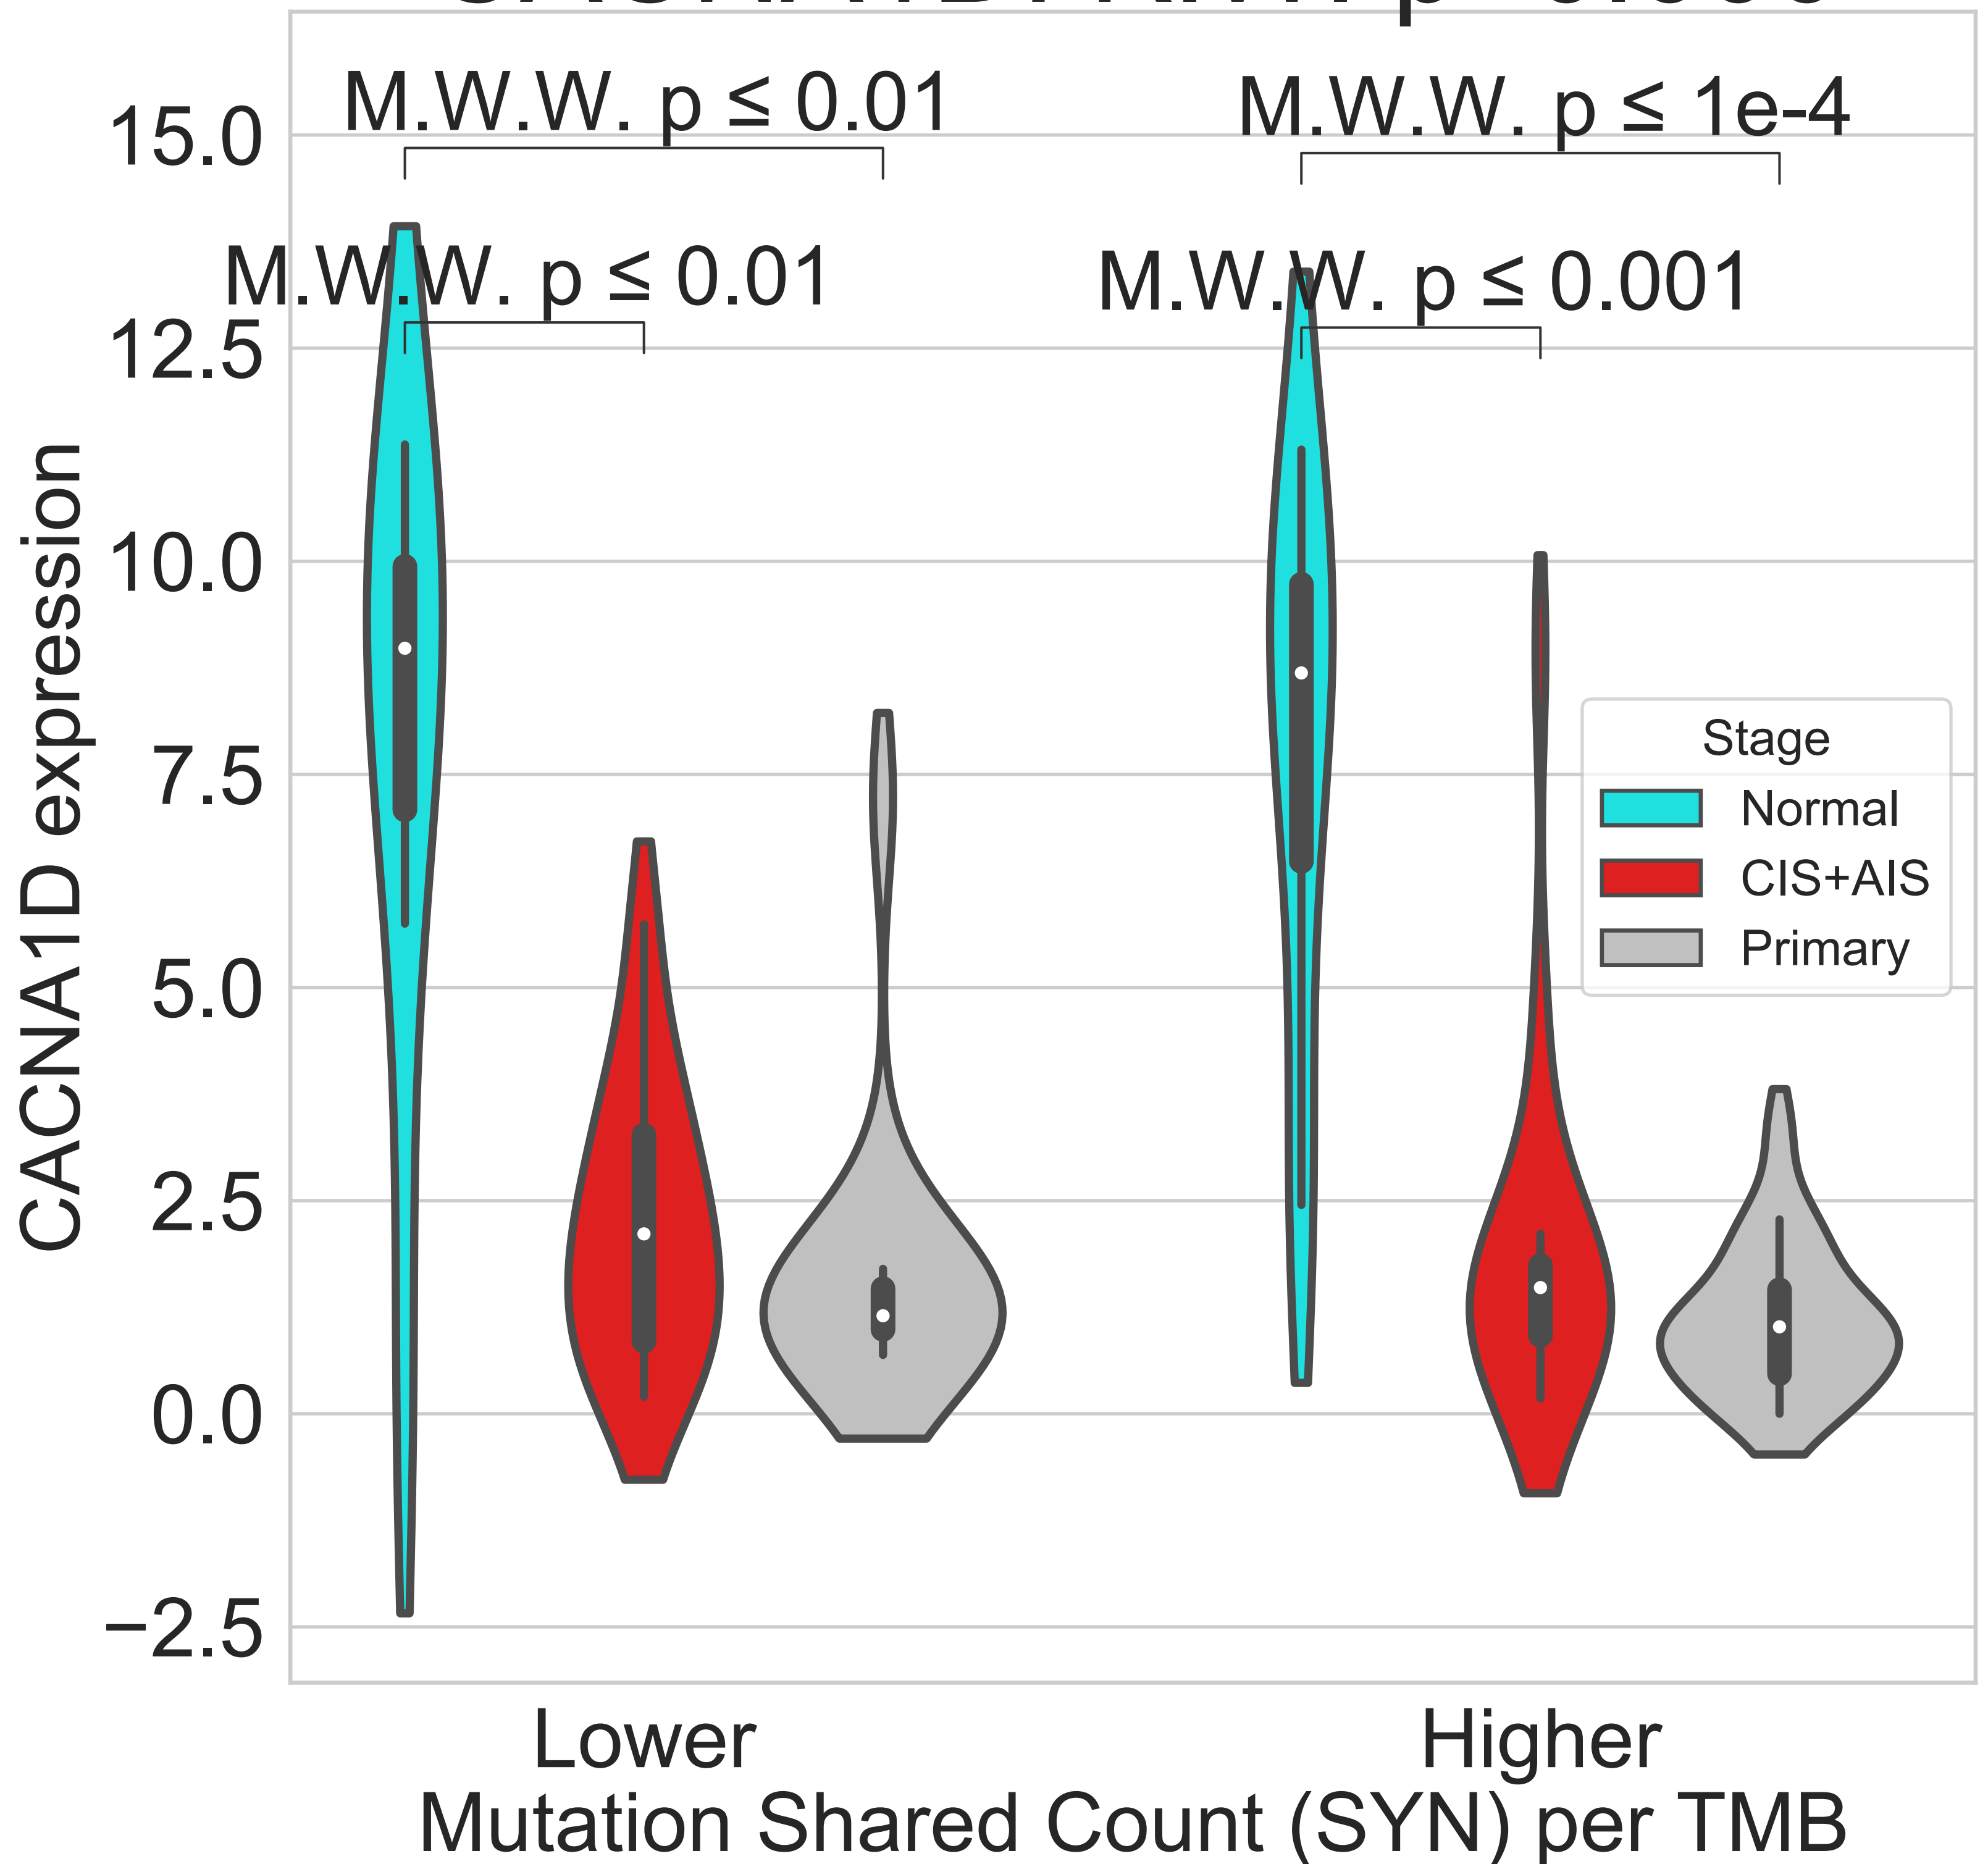 M.W.W. p ≤ 0.01
M.W.W. p ≤ 1e-4
M.W.W. p ≤ 0.01
M.W.W. p ≤ 0.001
15.0
12.5
10.0
7.5
5.0
2.5
0.0
−2.5
CACNA1D expression
Stage
Normal
CIS+AIS
Primary
Lower
Higher
Mutation Shared Count (SYN) per TMB